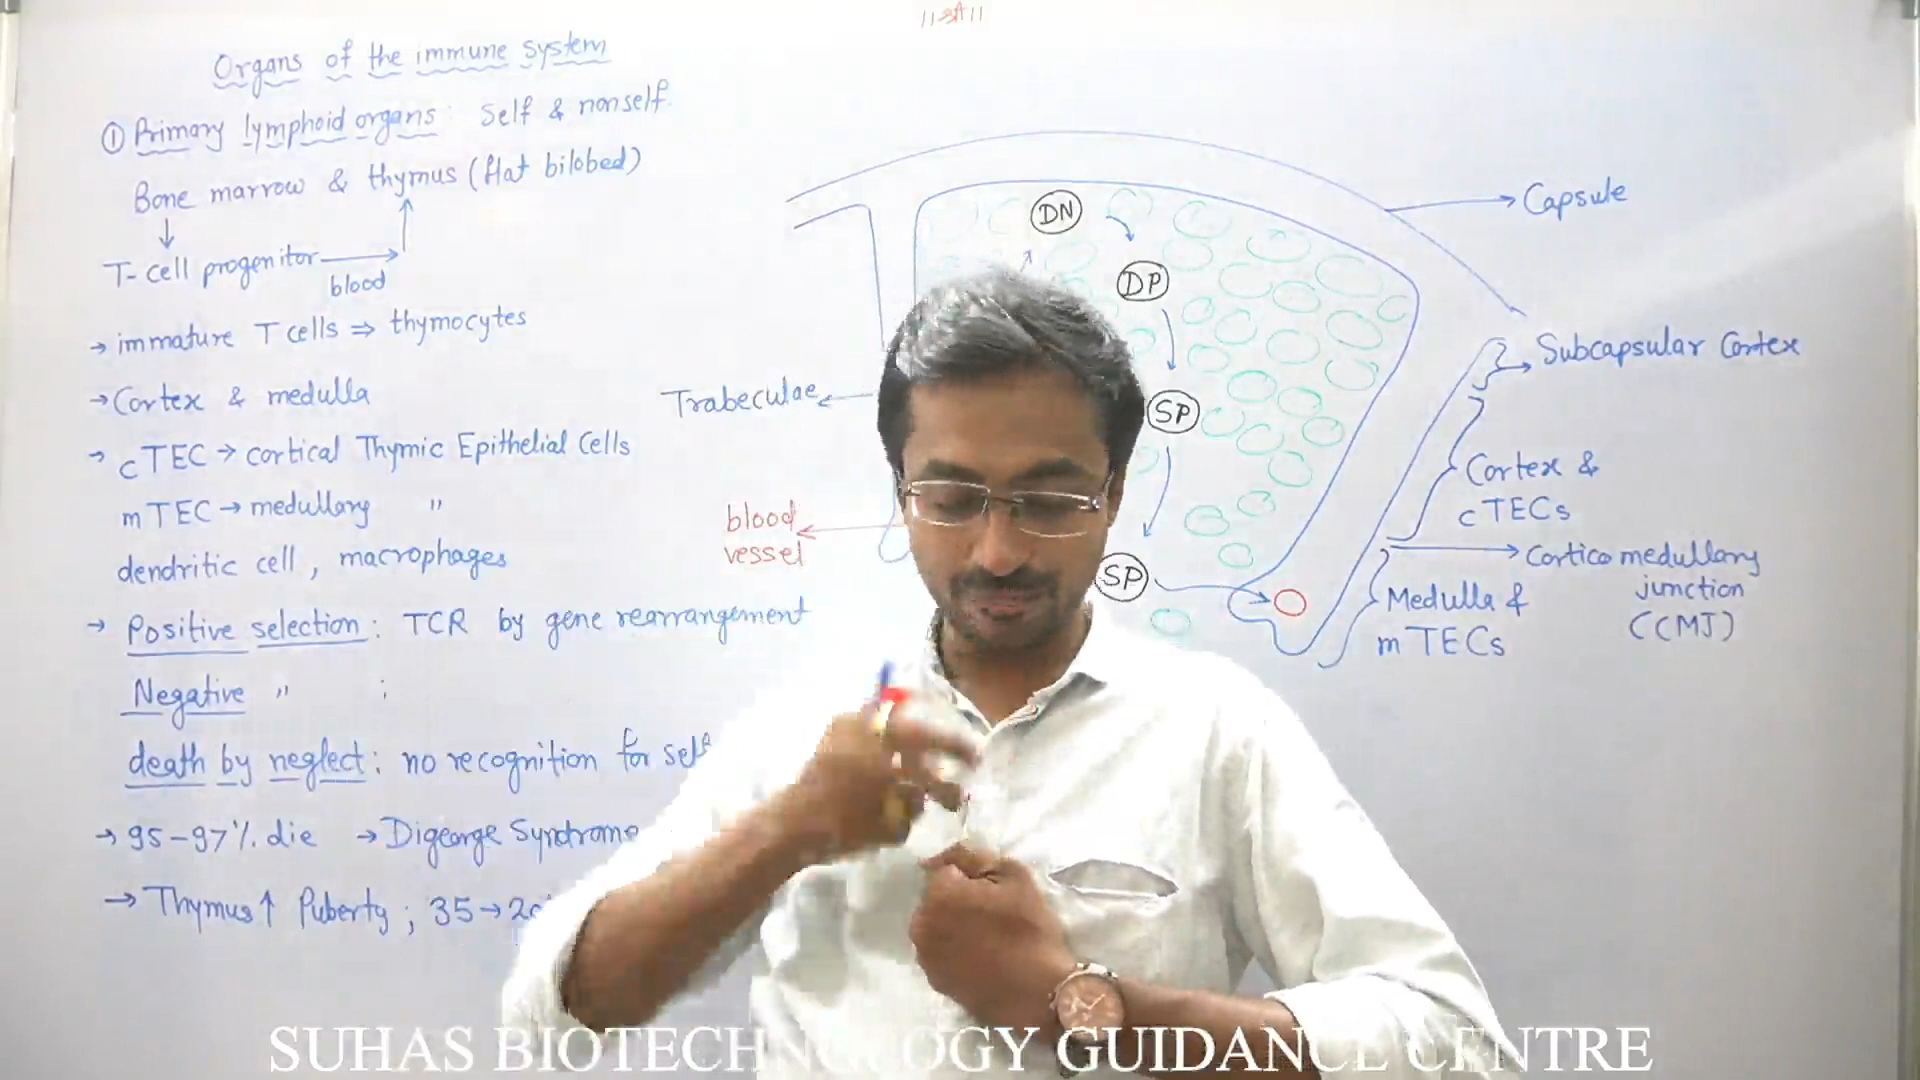 ॥श्री॥
Organs of the immune system
① Primary lymphoid organs: Self & nonself.
Bone marrow & thymus (flat bilobed)
T-cell progenitor
blood
→ immature T cells ⇒ thymocytes
→ Cortex & medulla
→ cTEC → cortical Thymic Epithelial Cells
mTEC → medullary "
dendritic cell, macrophages
→ Positive selection: TCR by gene rearrangement
Negative " :
death by neglect: no recognition for self
→ 95-97% die → Digeorge Syndrome
→ Thymus ↑ Puberty ; 35 →
DN
DP
SP
SP
Trabeculae
blood
vessel
Capsule
Subcapsular Cortex
Cortex &
cTECs
Cortico medullary
junction
(CMJ)
Medulla &
mTECs
SUHAS BIOTECHNOLOGY GUIDANCE CENTRE